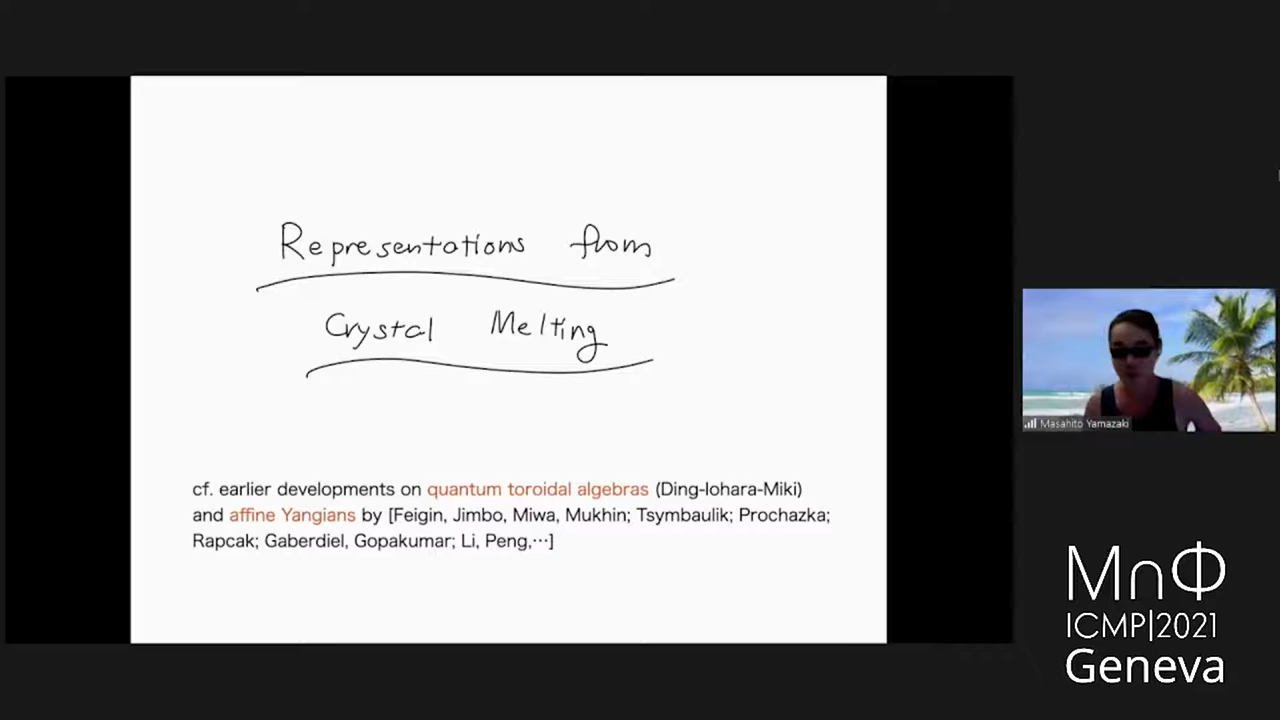 Representations from
Crystal Melting
cf. earlier developments on quantum toroidal algebras (Ding-Iohara-Miki)
and affine Yangians by [Feigin, Jimbo, Miwa, Mukhin; Tsymbaulik; Prochazka;
Rapcak; Gaberdiel, Gopakumar; Li, Peng,⋯]
Masahito Yamazaki
M∩Φ
ICMP|2021
Geneva